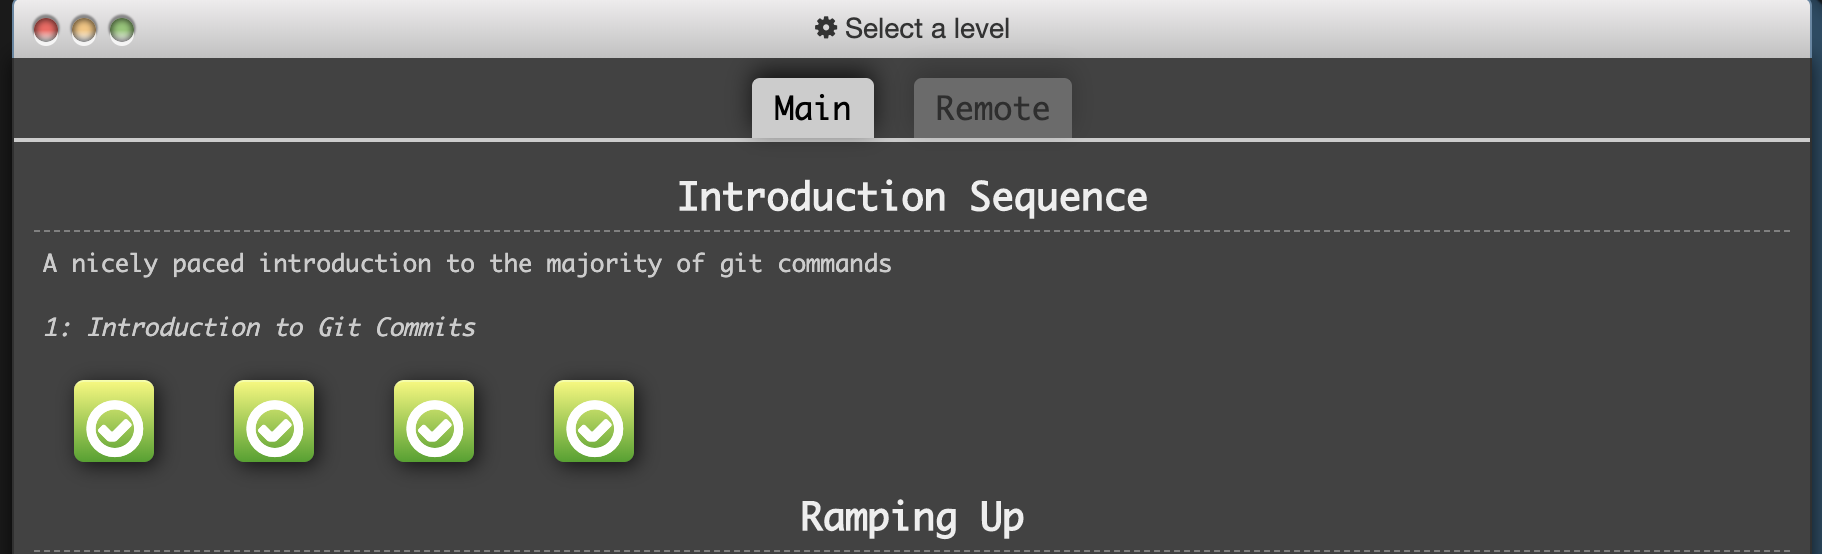 Select a level
Main
Remote
Introduction Sequence
A nicely paced introduction to the majority of git commands
1: Introduction to Git Commits
Ramping Up